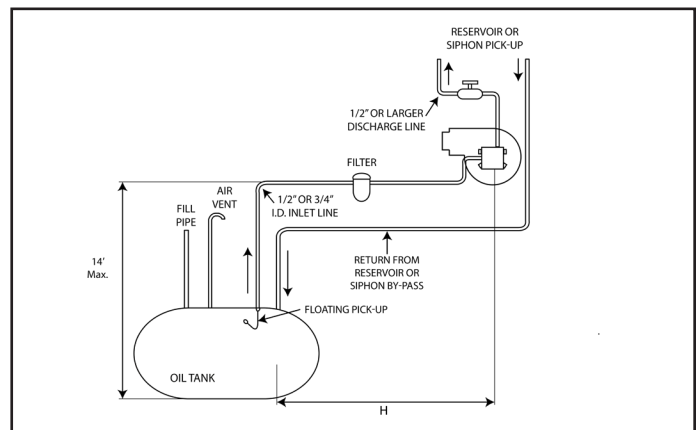 RESERVOIR OR
SIPHON PICK-UP
1/2" OR LARGER
DISCHARGE LINE
FILTER
AIR
VENT
FILL
PIPE
1/2" OR 3/4"
I.D. INLET LINE
14'
Max.
RETURN FROM
RESERVOIR OR
SIPHON BY-PASS
FLOATING PICK-UP
OIL TANK
H